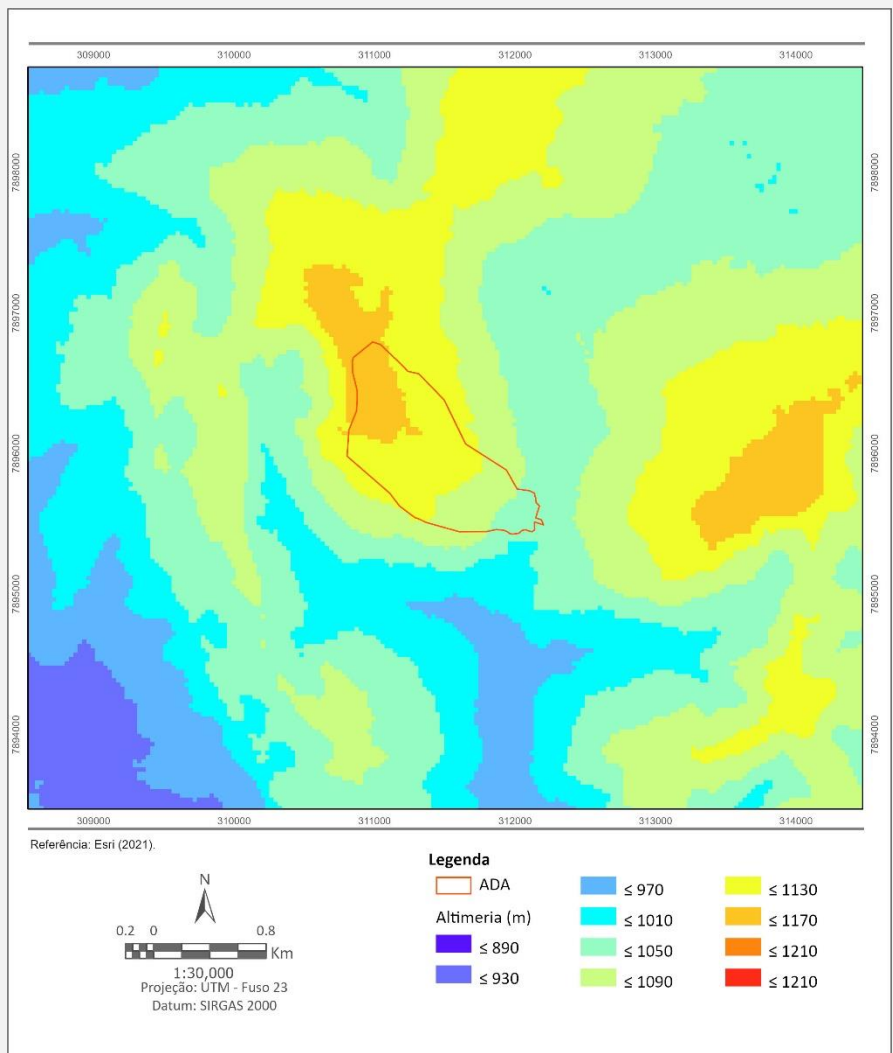 309000 310000 311000 312000 313000 314000
7898000 7898000
7897000 7897000
7896000 7896000
7895000 7895000
7894000 7894000
309000 310000 311000 312000 313000 314000
Referência: Esri (2021).
N
0.2 0 0.8
Km
1:30,000
Projeção: UTM - Fuso 23
Datum: SIRGAS 2000
Legenda
ADA
Altimeria (m)
≤ 890
≤ 930
≤ 970
≤ 1010
≤ 1050
≤ 1090
≤ 1130
≤ 1170
≤ 1210
≤ 1210